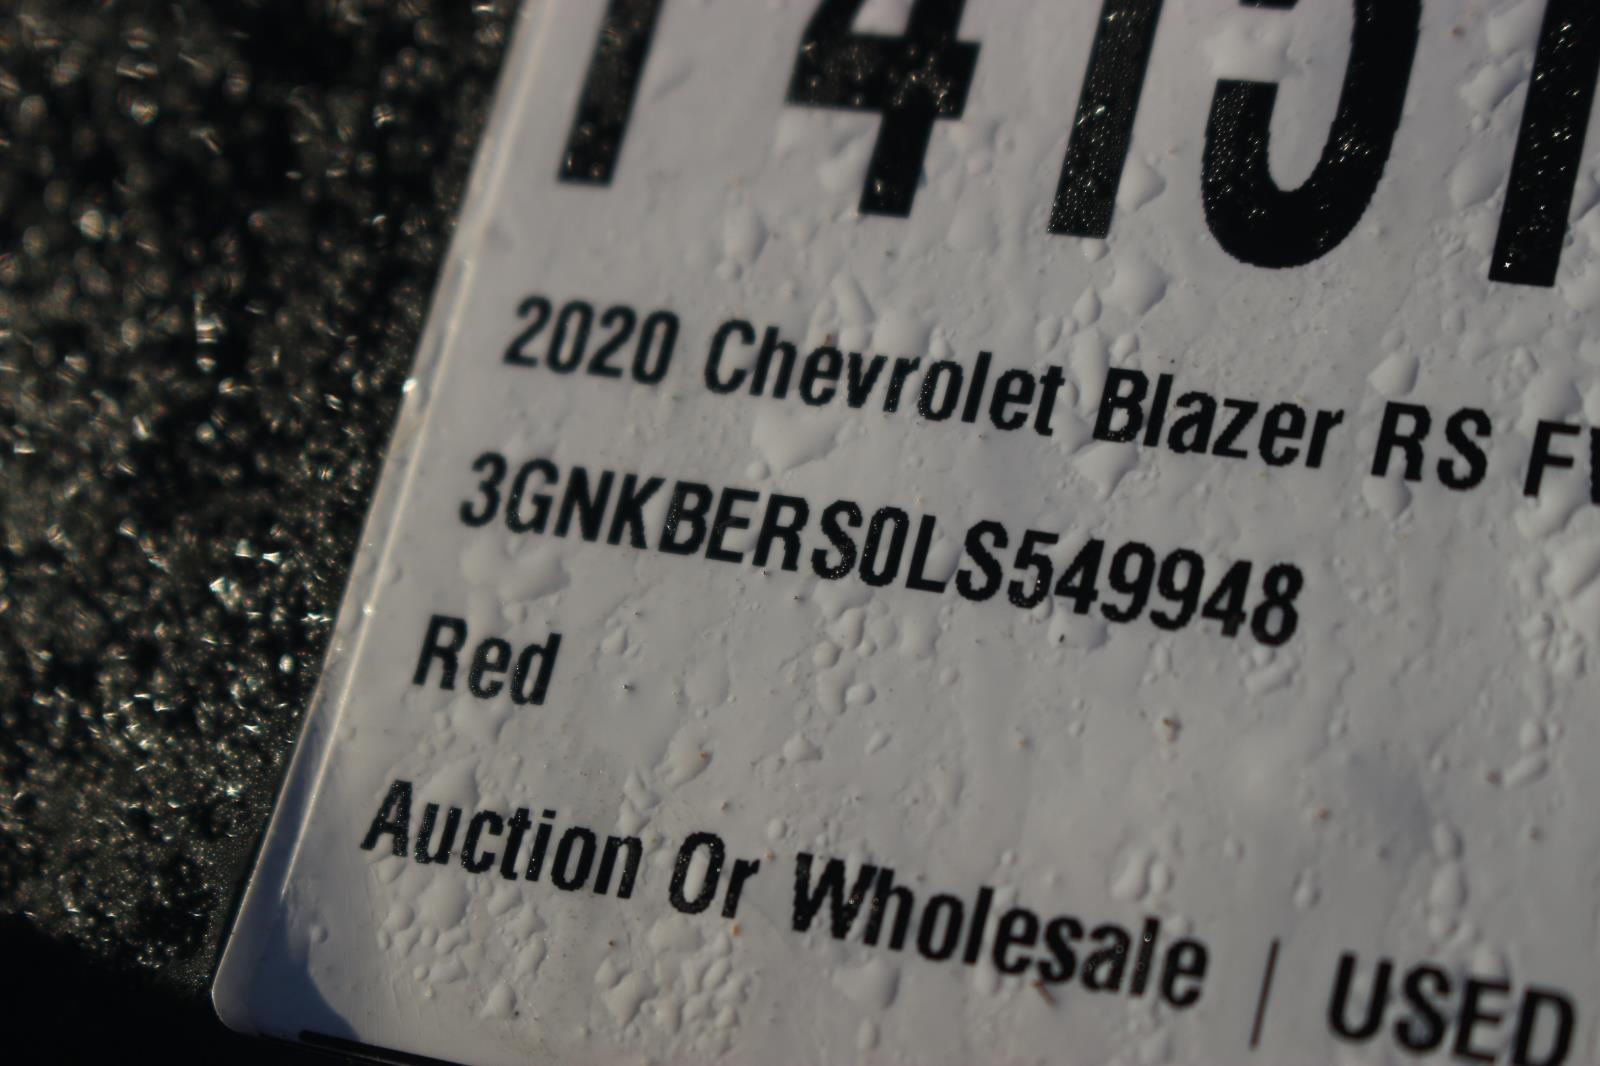 2020 Chevrolet Blazer RS
3GNKBERS0LS549948
Red
Auction Or Wholesale | USED